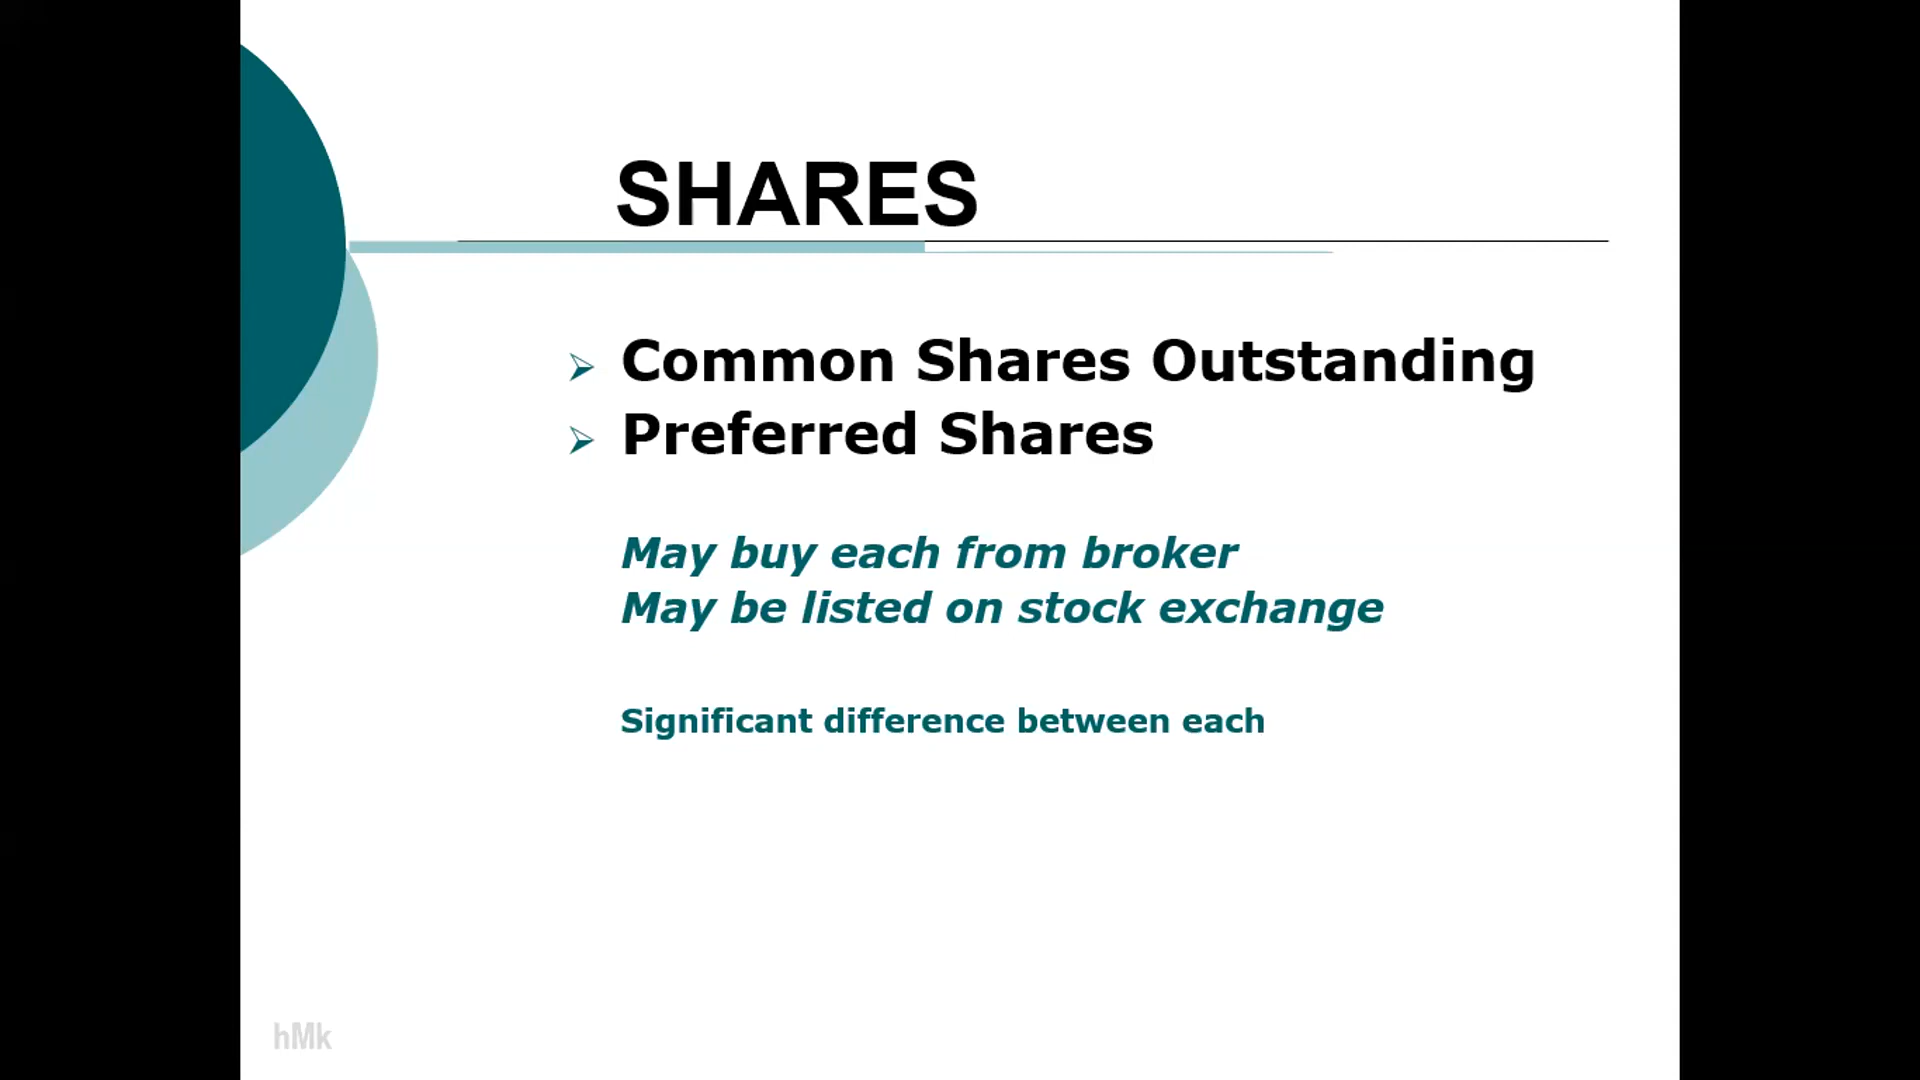 SHARES
Common Shares Outstanding
Preferred Shares
May buy each from broker
May be listed on stock exchange
Significant difference between each
hMk